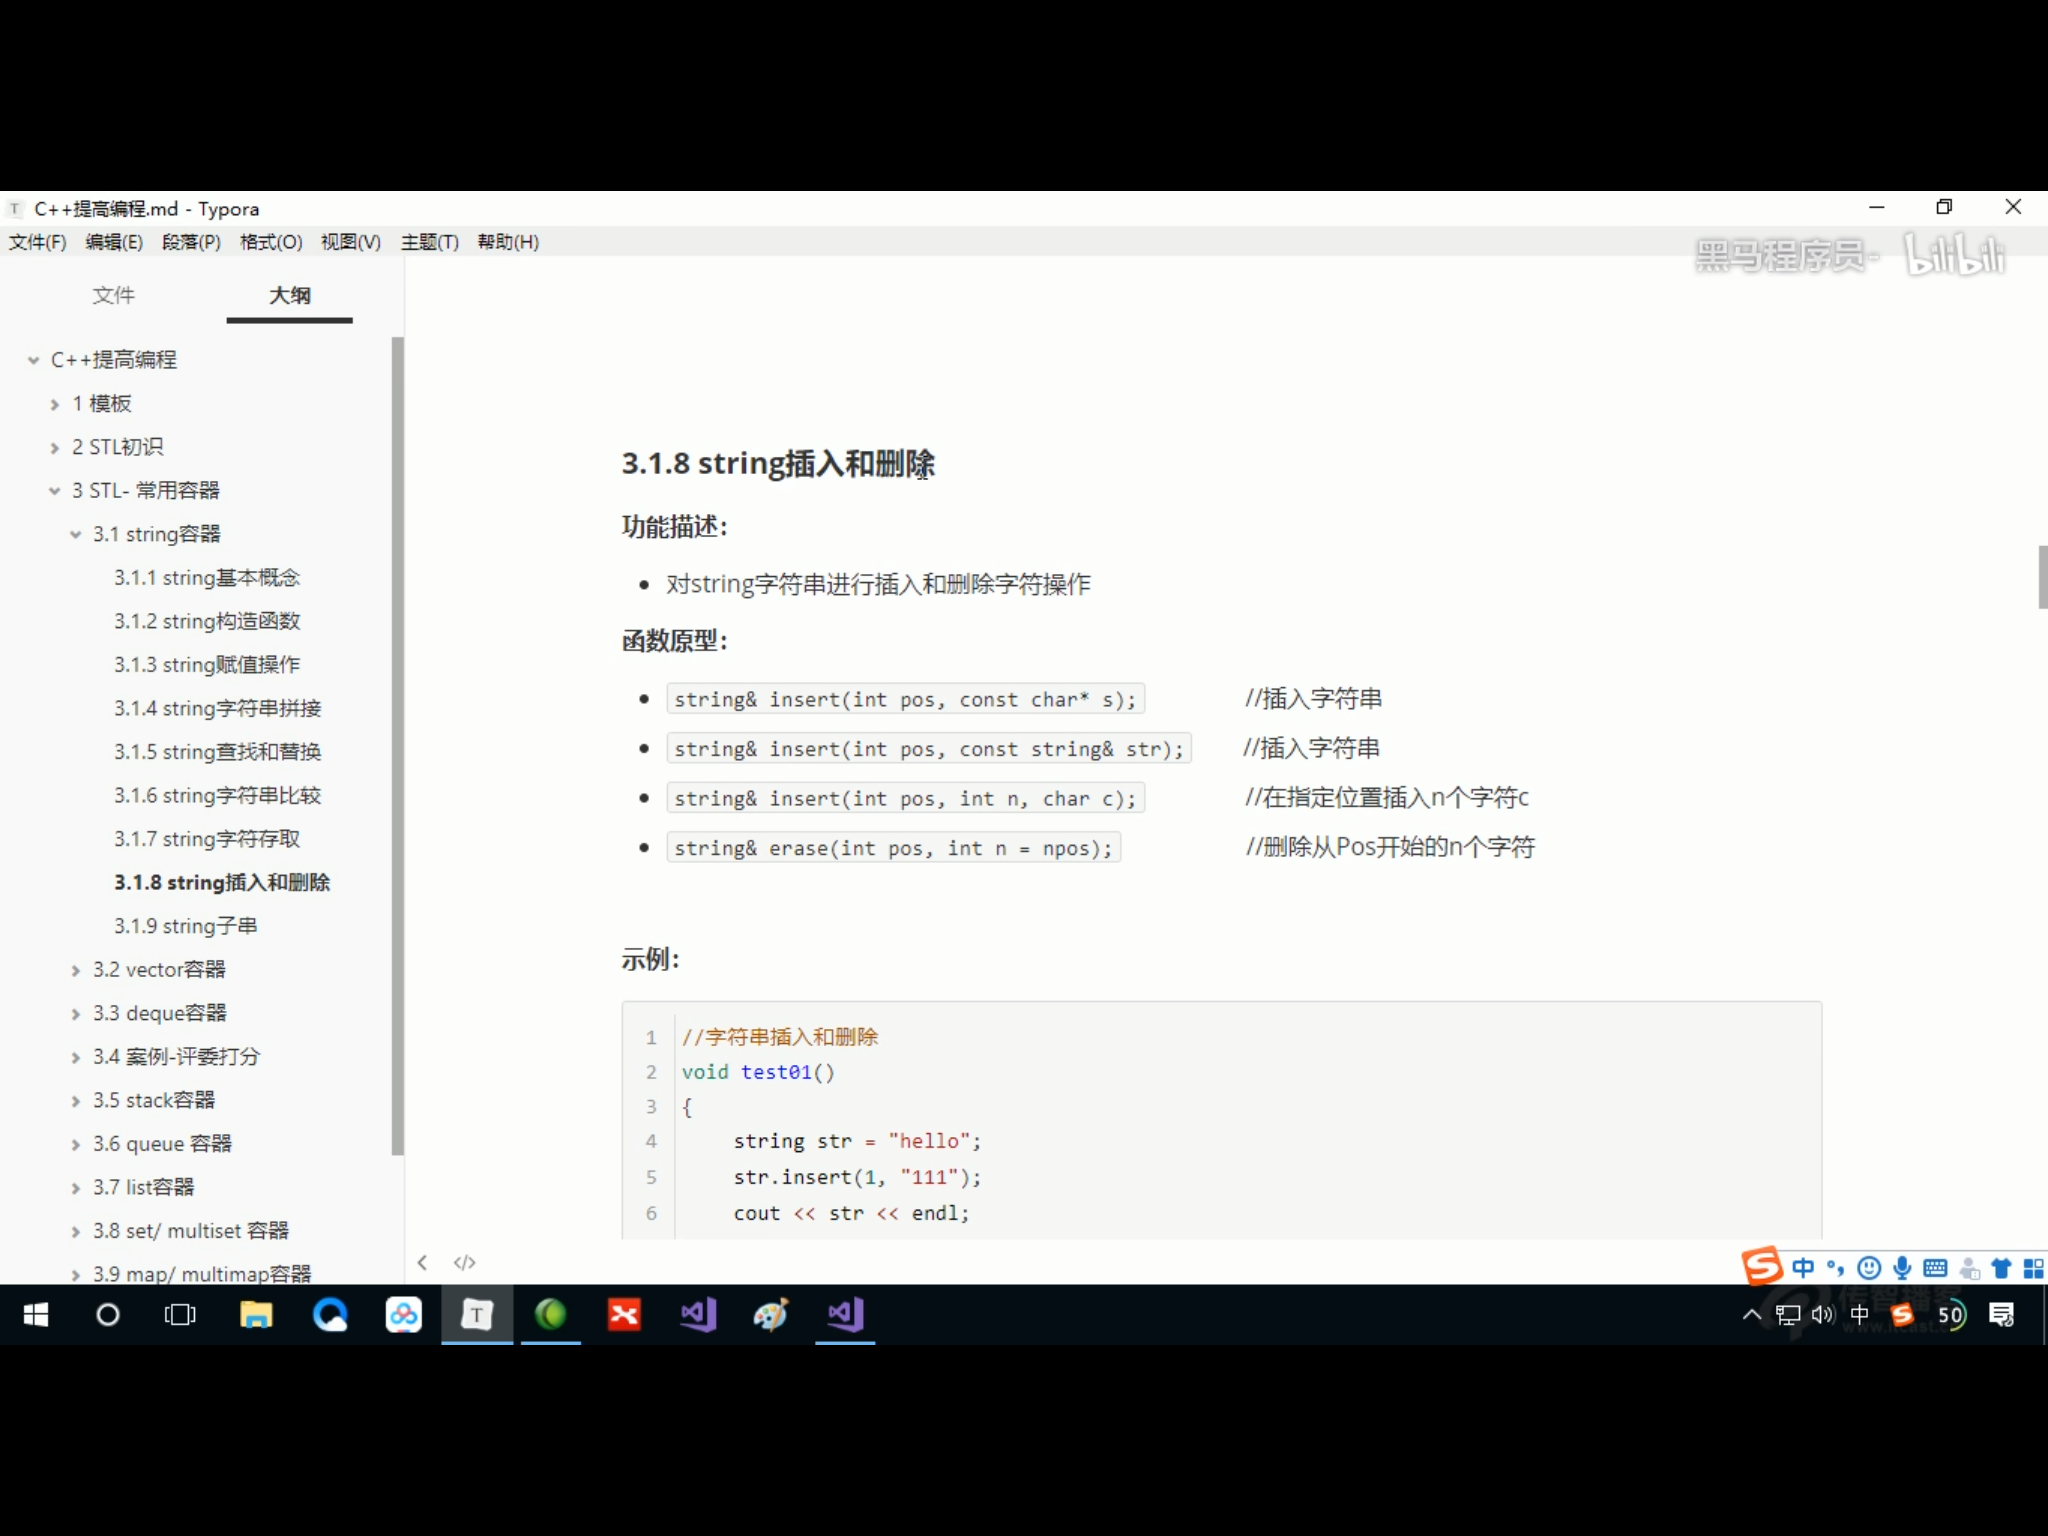 C++提高编程.md - Typora
文件(F) 编辑(E) 段落(P) 格式(O) 视图(V) 主题(T) 帮助(H)
黑马程序员- bilibili
文件 大纲
C++提高编程
1 模板
2 STL初识
3 STL- 常用容器
3.1 string容器
3.1.1 string基本概念
3.1.2 string构造函数
3.1.3 string赋值操作
3.1.4 string字符串拼接
3.1.5 string查找和替换
3.1.6 string字符串比较
3.1.7 string字符存取
3.1.8 string插入和删除
3.1.9 string子串
3.2 vector容器
3.3 deque容器
3.4 案例-评委打分
3.5 stack容器
3.6 queue 容器
3.7 list容器
3.8 set/ multiset 容器
3.9 map/ multimap容器
3.1.8 string插入和删除
功能描述：
对string字符串进行插入和删除字符操作
函数原型：
string& insert(int pos, const char* s); //插入字符串
string& insert(int pos, const string& str); //插入字符串
string& insert(int pos, int n, char c); //在指定位置插入n个字符c
string& erase(int pos, int n = npos); //删除从Pos开始的n个字符
示例：
1 //字符串插入和删除
2 void test01()
3 {
4 string str = "hello";
5 str.insert(1, "111");
6 cout << str << endl;
</> 
中
中 50